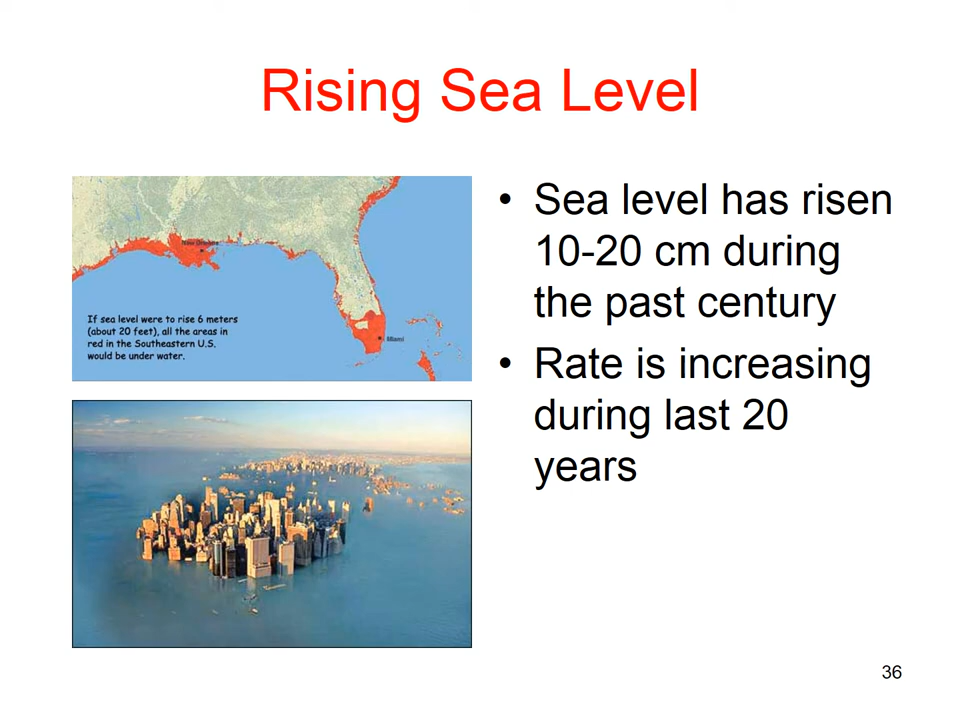 Rising Sea Level
New Orleans
If sea level were to rise 6 meters
(about 20 feet), all the areas in
red in the Southeastern U.S.
would be under water.
Miami
• Sea level has risen
10-20 cm during
the past century
• Rate is increasing
during last 20
years
36